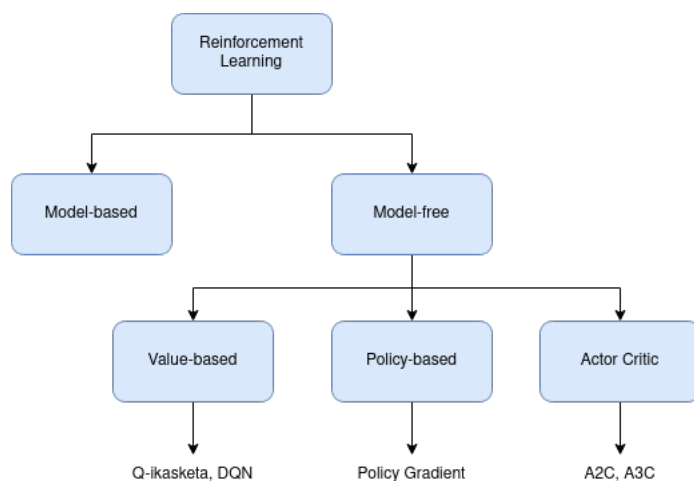 Reinforcement
Learning
Model-based
Model-free
Value-based
Policy-based
Actor Critic
Q-ikasketa, DQN
Policy Gradient
A2C, A3C